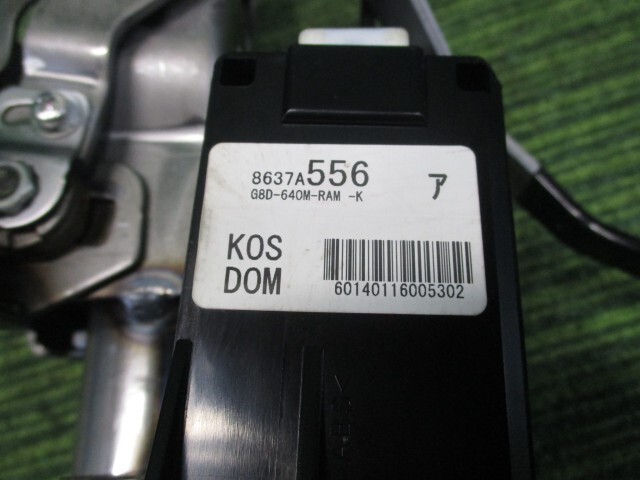 8637A556
G8D-640M-RAM -K
ア
KOS
DOM
60140116005302